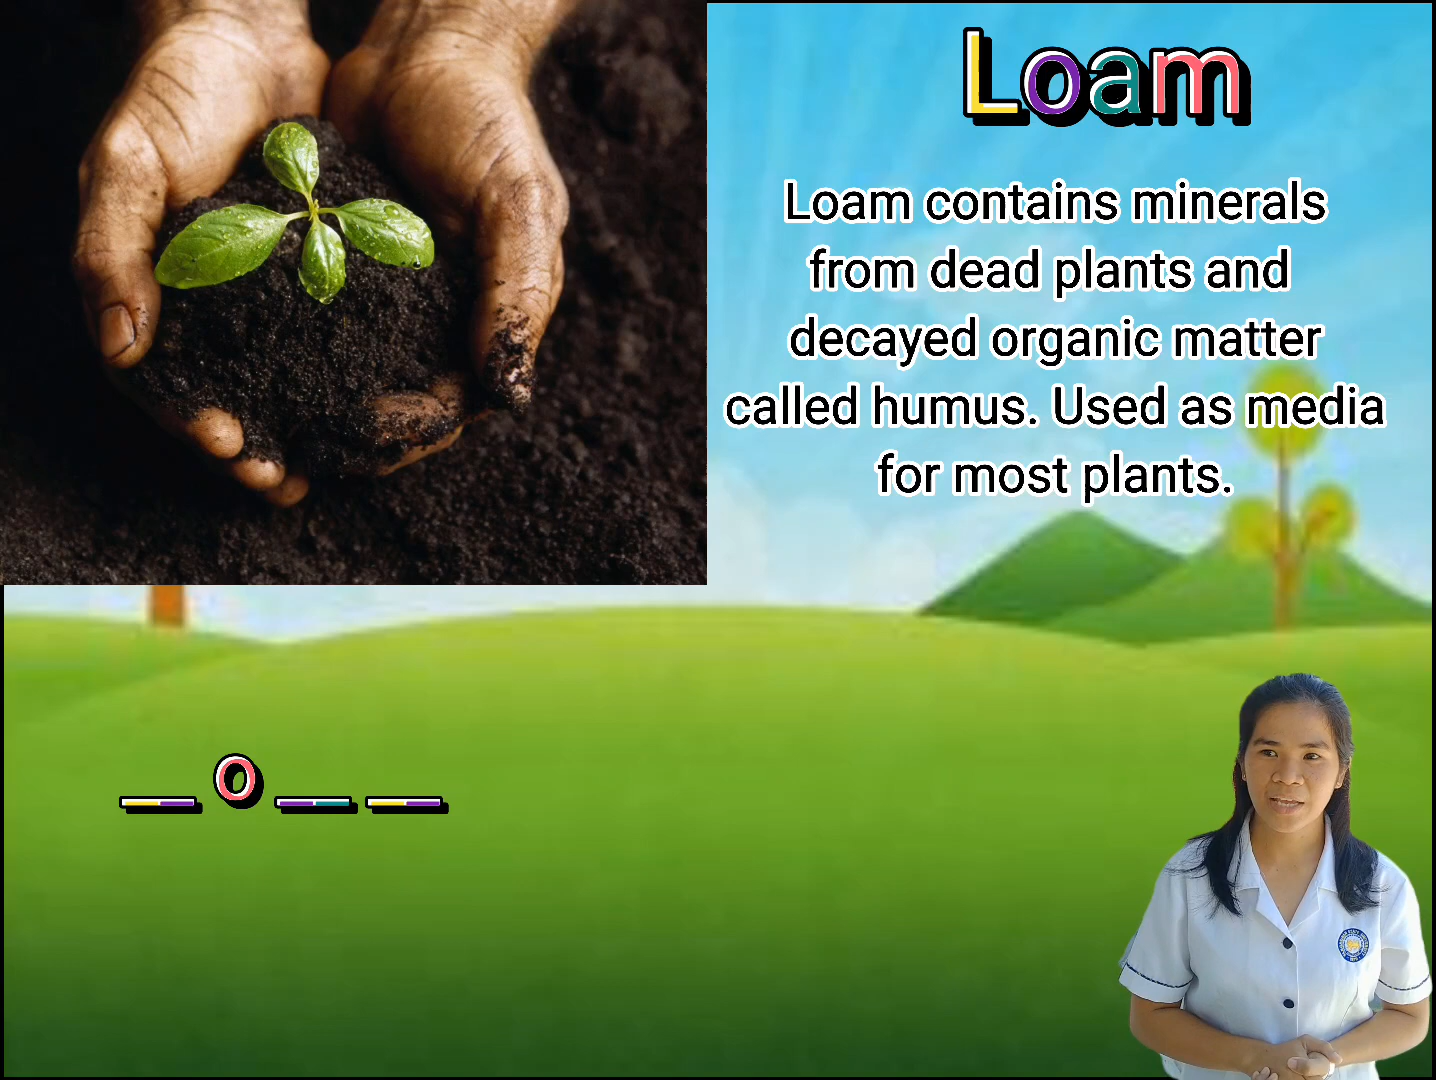 Loam
Loam contains minerals
from dead plants and
decayed organic matter
called humus. Used as media
for most plants.
_ o _ _